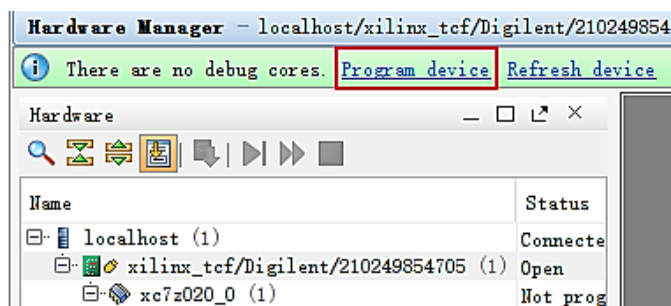 Hardware Manager - localhost/xilinx_tcf/Digilent/210249854
There are no debug cores. Program device Refresh device
Hardware
Name Status
localhost (1) Connecte
xilinx_tcf/Digilent/210249854705 (1) Open
xc7z020_0 (1) Not prog